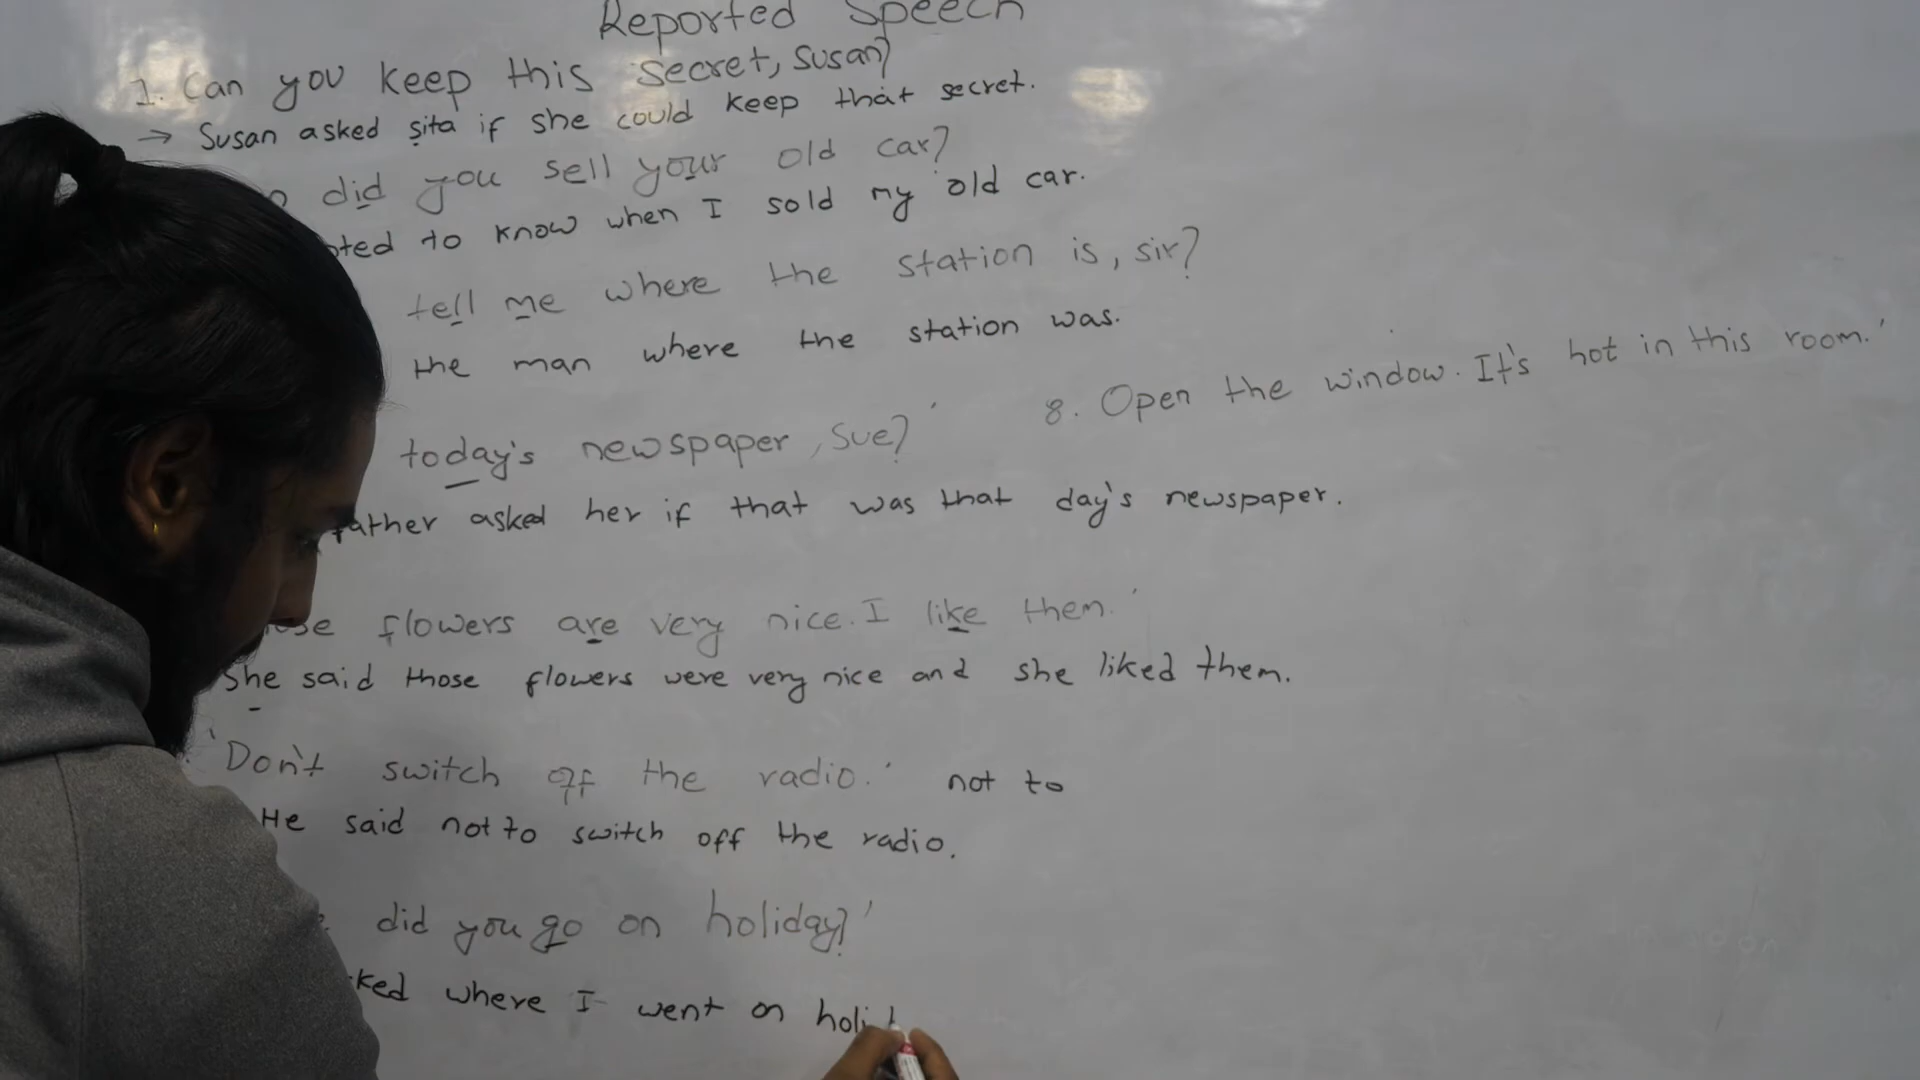 Reported Speech
1. Can you keep this secret, Susan?
→ Susan asked sita if she could keep that secret.
did you sell your old car?
to know when I sold my old car.
tell me where the station is, sir?
the man where the station was.
today's newspaper, Sue?'
8. Open the window. It's hot in this room.'
father asked her if that was that day's newspaper.
flowers are very nice. I like them.'
She said those flowers were very nice and she liked them.
'Don't switch off the radio.' not to
He said not to switch off the radio.
did you go on holiday?'
where I went on